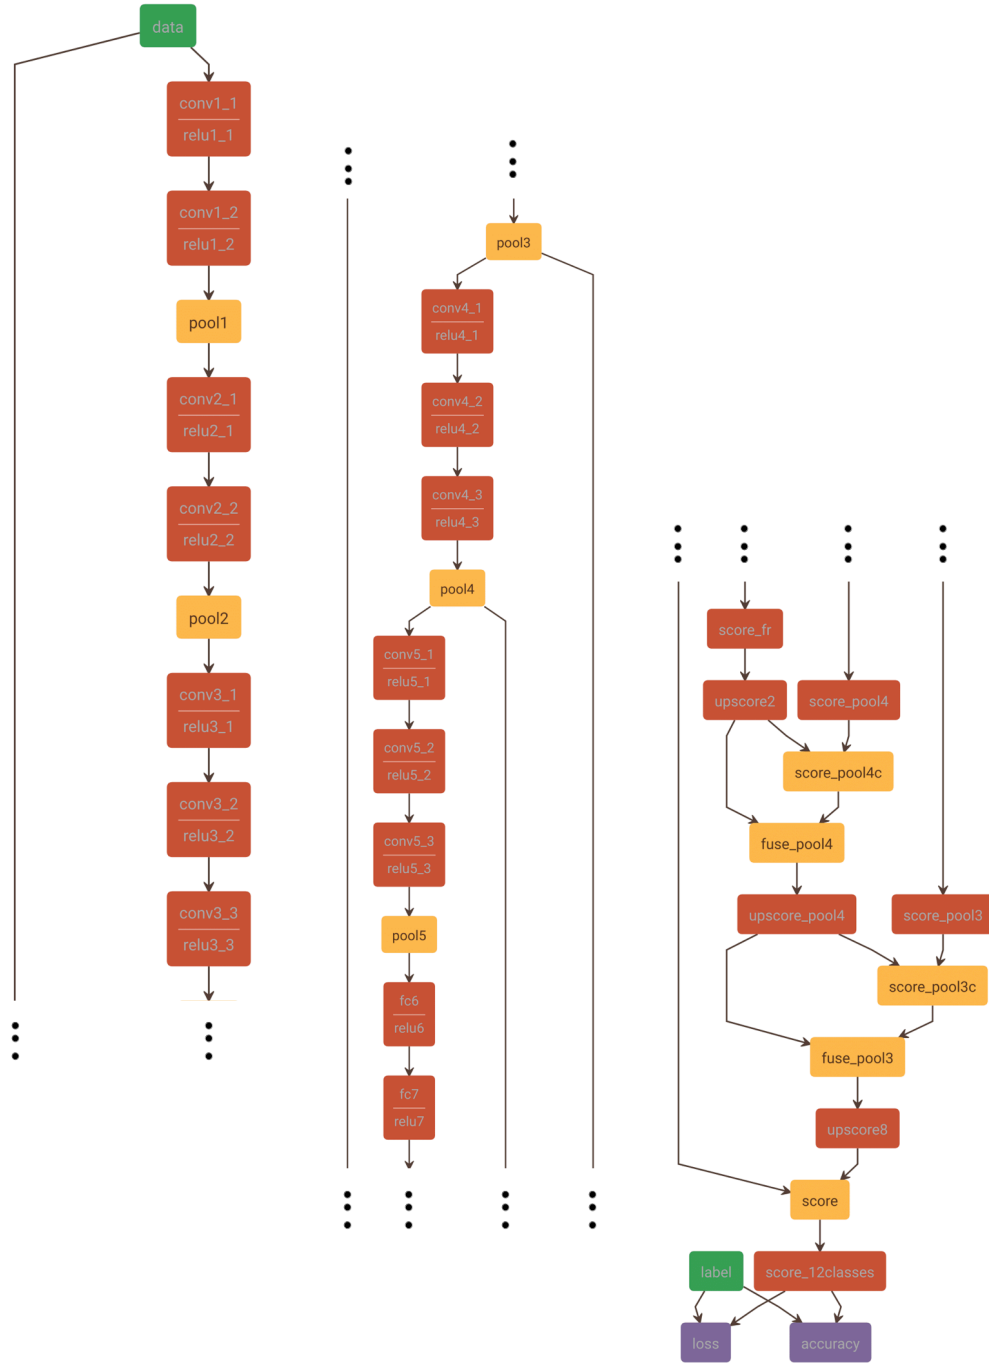 data
conv1_1
relu1_1
conv1_2
relu1_2
pool1
conv2_1
relu2_1
conv2_2
relu2_2
pool2
conv3_1
relu3_1
conv3_2
relu3_2
conv3_3
relu3_3
pool3
conv4_1
relu4_1
conv4_2
relu4_2
conv4_3
relu4_3
pool4
conv5_1
relu5_1
conv5_2
relu5_2
conv5_3
relu5_3
pool5
fc6
relu6
fc7
relu7
score_fr
upscore2
score_pool4
score_pool4c
fuse_pool4
upscore_pool4
score_pool3
score_pool3c
fuse_pool3
upscore8
score
label
score_12classes
loss
accuracy